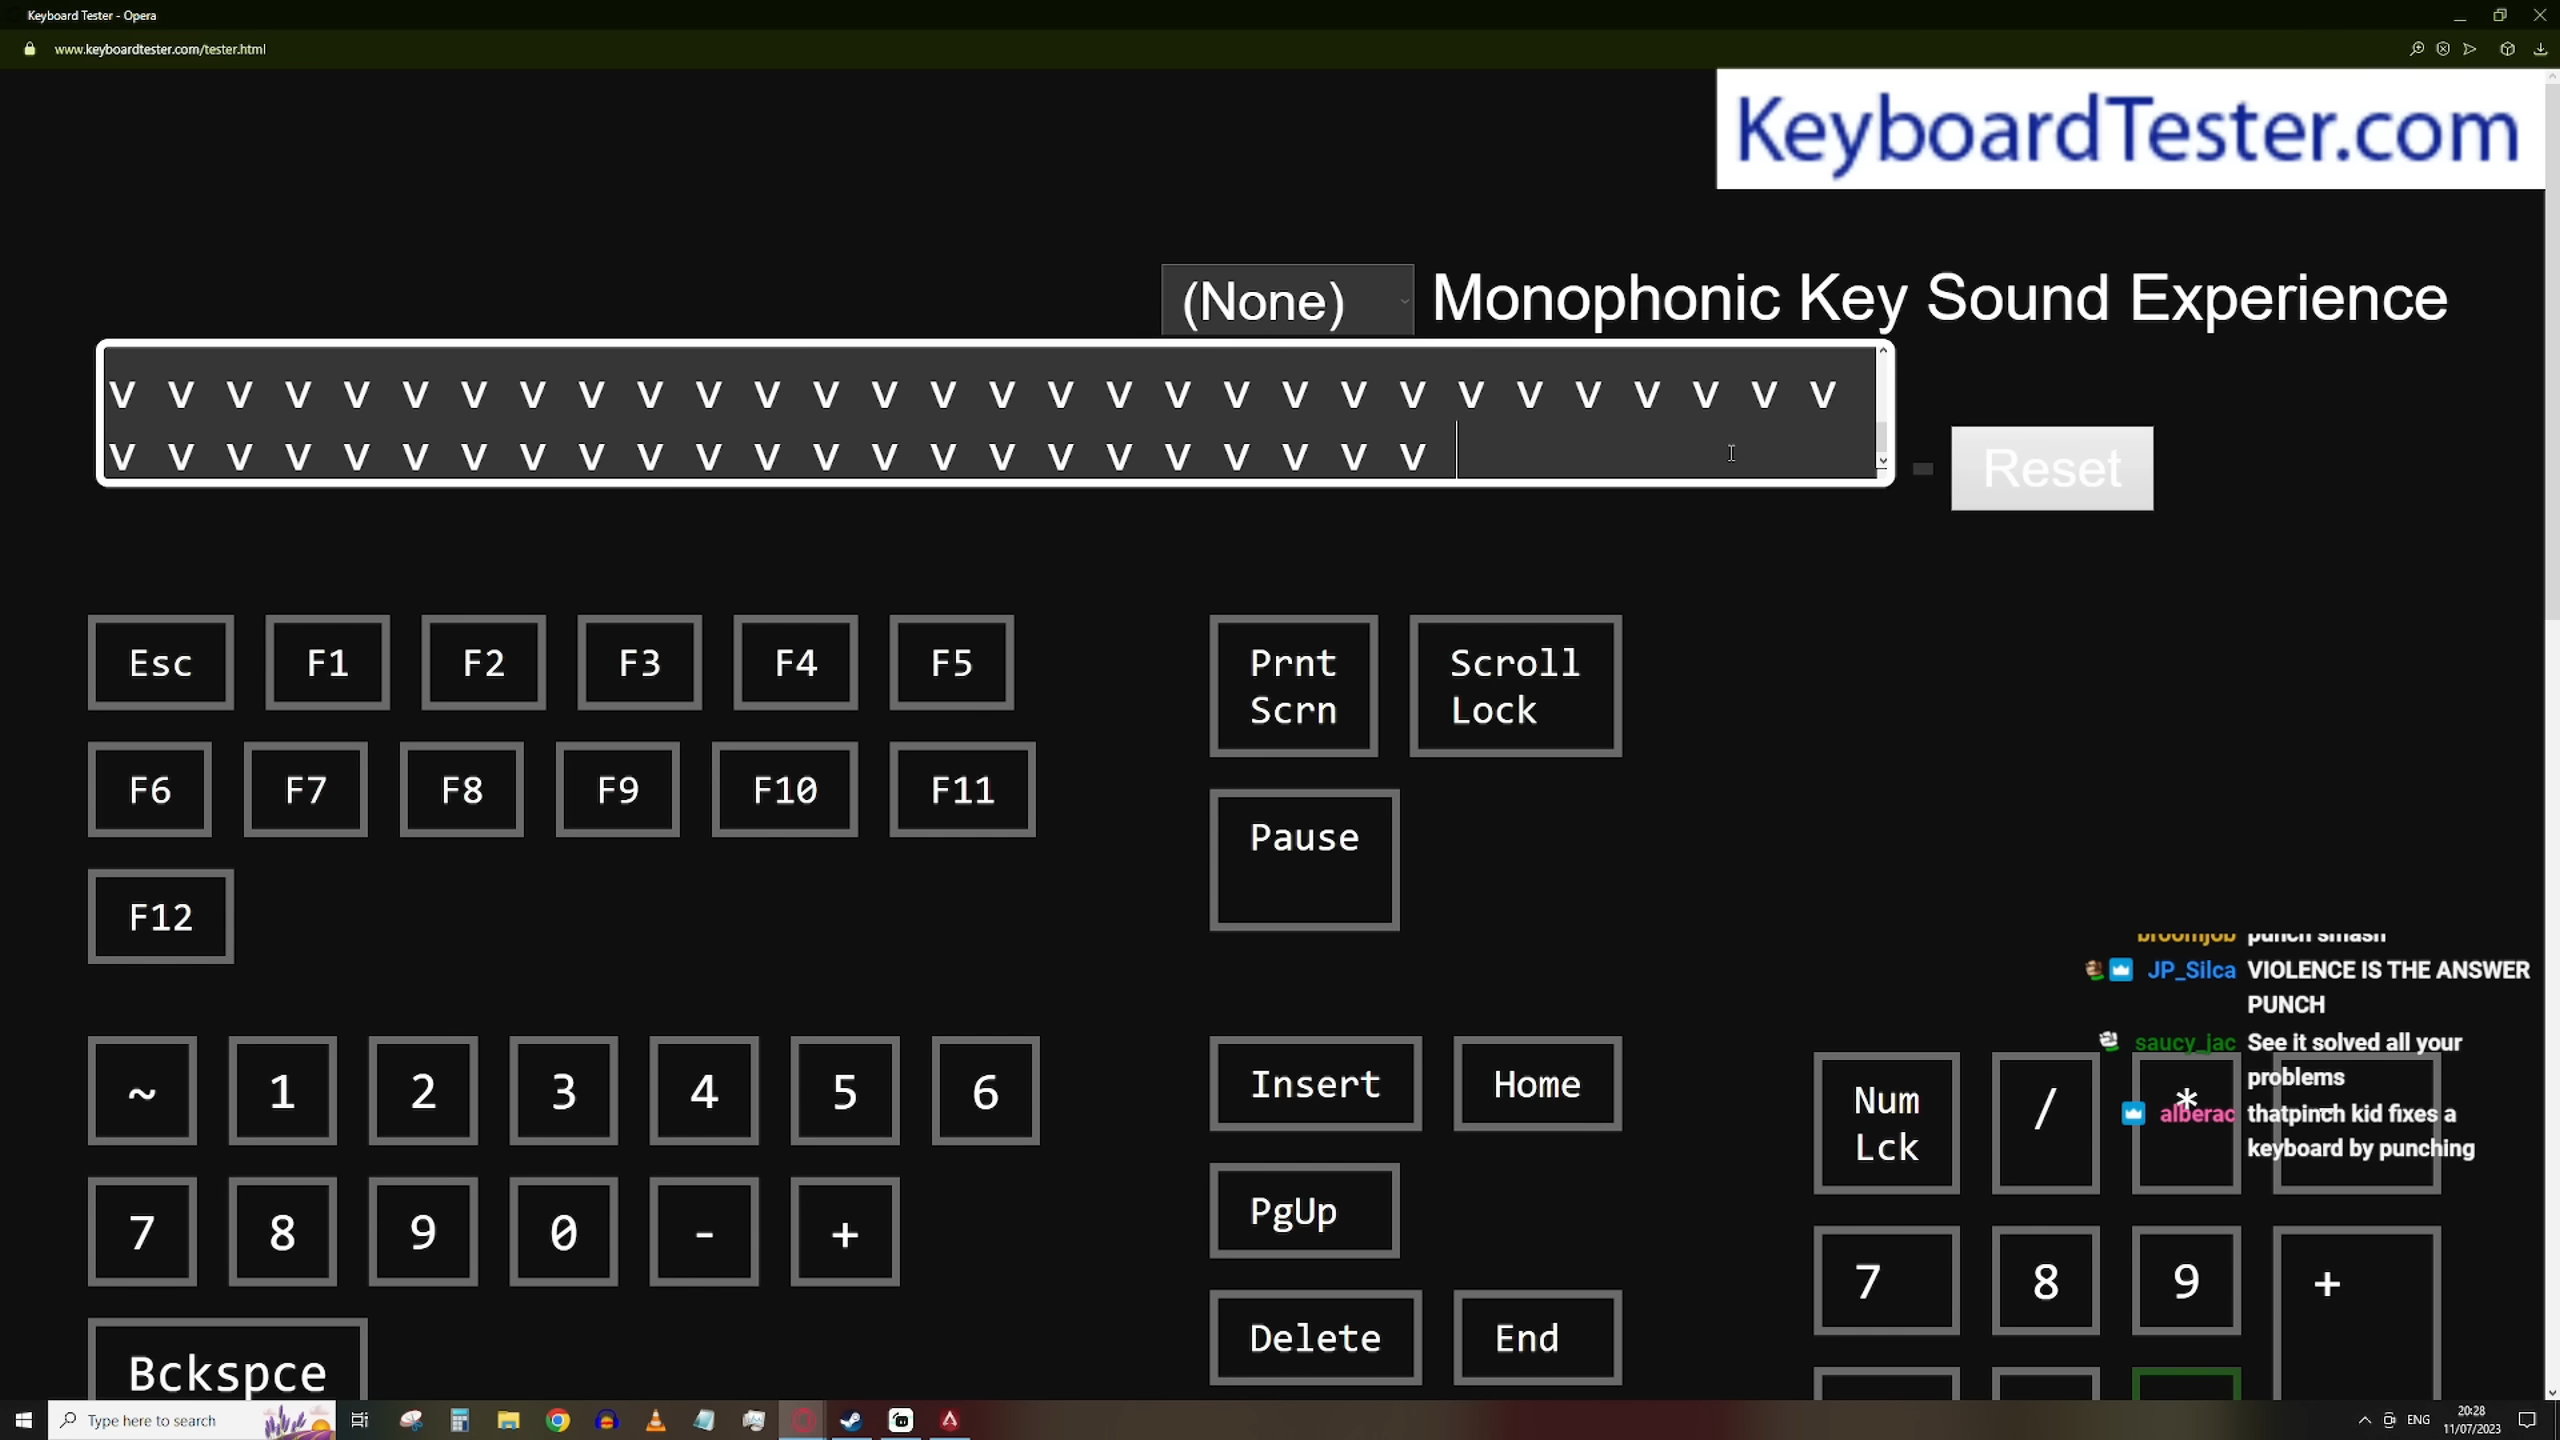 Keyboard Tester - Opera
www.keyboardtester.com/tester.html
KeyboardTester.com
(None) Monophonic Key Sound Experience
v v v v v v v v v v v v v v v v v v v v v v v v v v v v v v
v v v v v v v v v v v v v v v v v v v v v v v
Reset
Esc F1 F2 F3 F4 F5
Prnt Scroll
Scrn Lock
F6 F7 F8 F9 F10 F11
Pause
F12
broomjob punch smash
JP_Silca VIOLENCE IS THE ANSWER
PUNCH
saucy_jac See it solved all your
problems
alberac thatpinch kid fixes a
keyboard by punching
~ 1 2 3 4 5 6
Insert Home
Num / * -
Lck
7 8 9 0 - +
PgUp
7 8 9 +
Delete End
Bckspce
Type here to search
ENG
20:28
11/07/2023